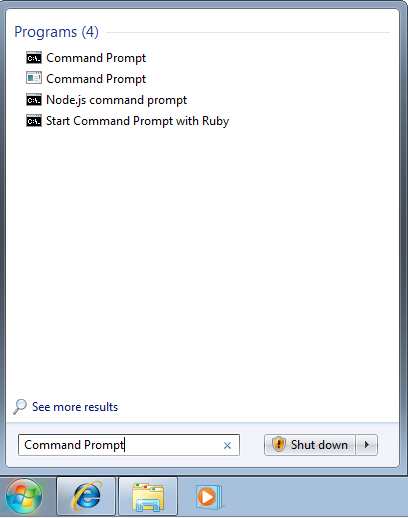 Programs (4)
Command Prompt
Command Prompt
Node.js command prompt
Start Command Prompt with Ruby
See more results
Command Prompt
Shut down